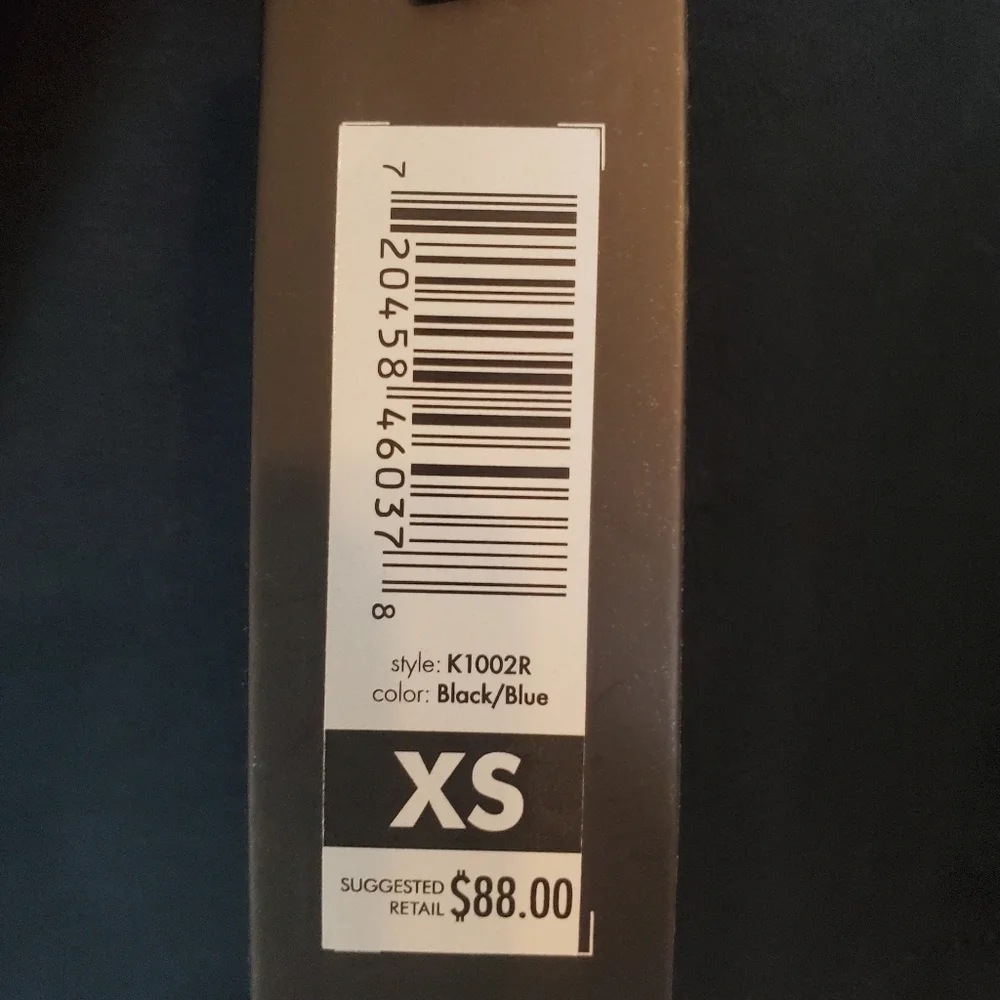 7 20458 46037 8
style: K1002R
color: Black/Blue
XS
SUGGESTED
RETAIL $88.00